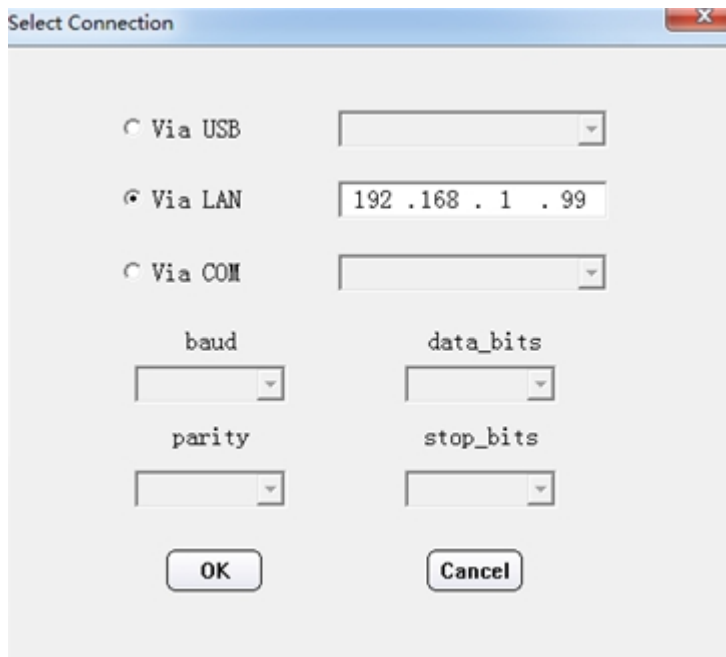 Select Connection
Via USB
Via LAN 192 .168 . 1 . 99
Via COM
baud data_bits
parity stop_bits
OK Cancel